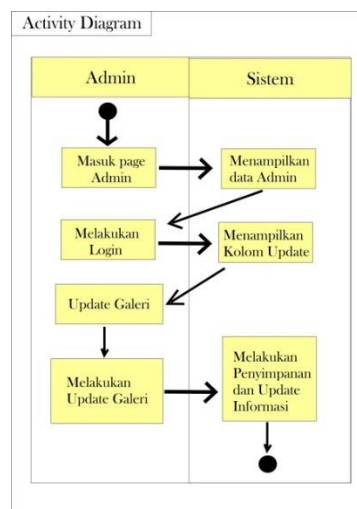 Activity Diagram
Admin
Sistem
Masuk page
Admin
Menampilkan
data Admin
Melakukan
Login
Menampilkan
Kolom Update
Update Galeri
Melakukan
Update Galeri
Melakukan
Penyimpanan
dan Update
Informasi